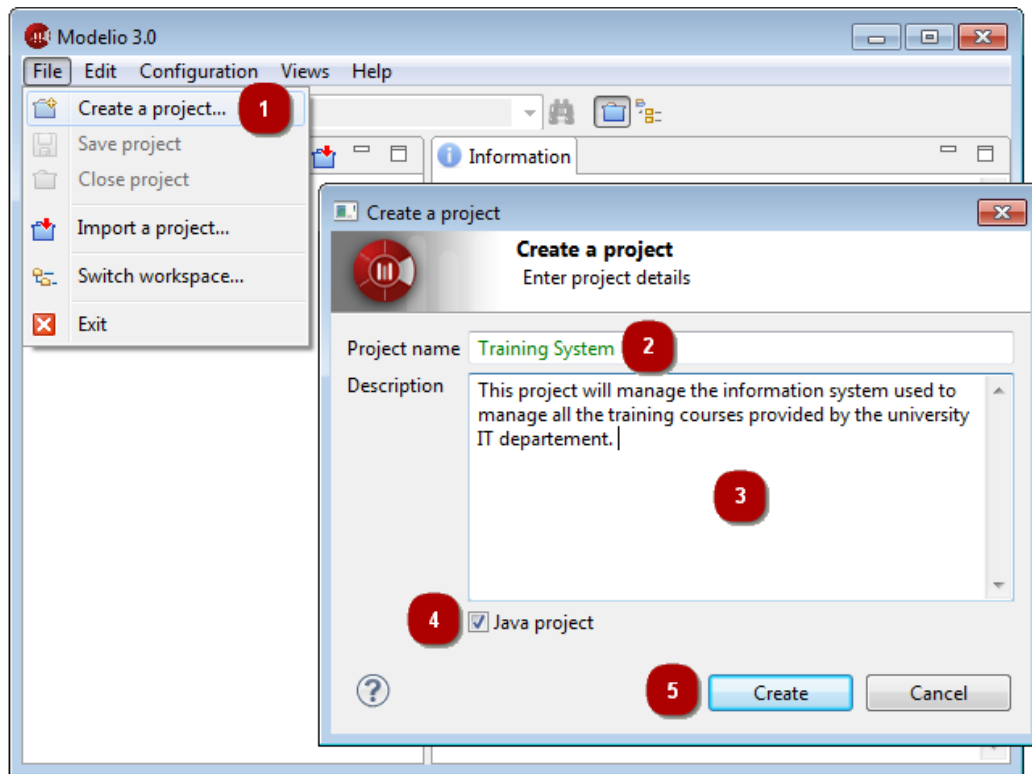 Modelio 3.0
File Edit Configuration Views Help
Create a project... 1
Save project
Close project
Import a project...
Switch workspace...
Exit
Information
Create a project
Create a project
Enter project details
Project name Training System 2
Description
This project will manage the information system used to
manage all the training courses provided by the university
IT departement.
3
4 Java project
? 5 Create Cancel